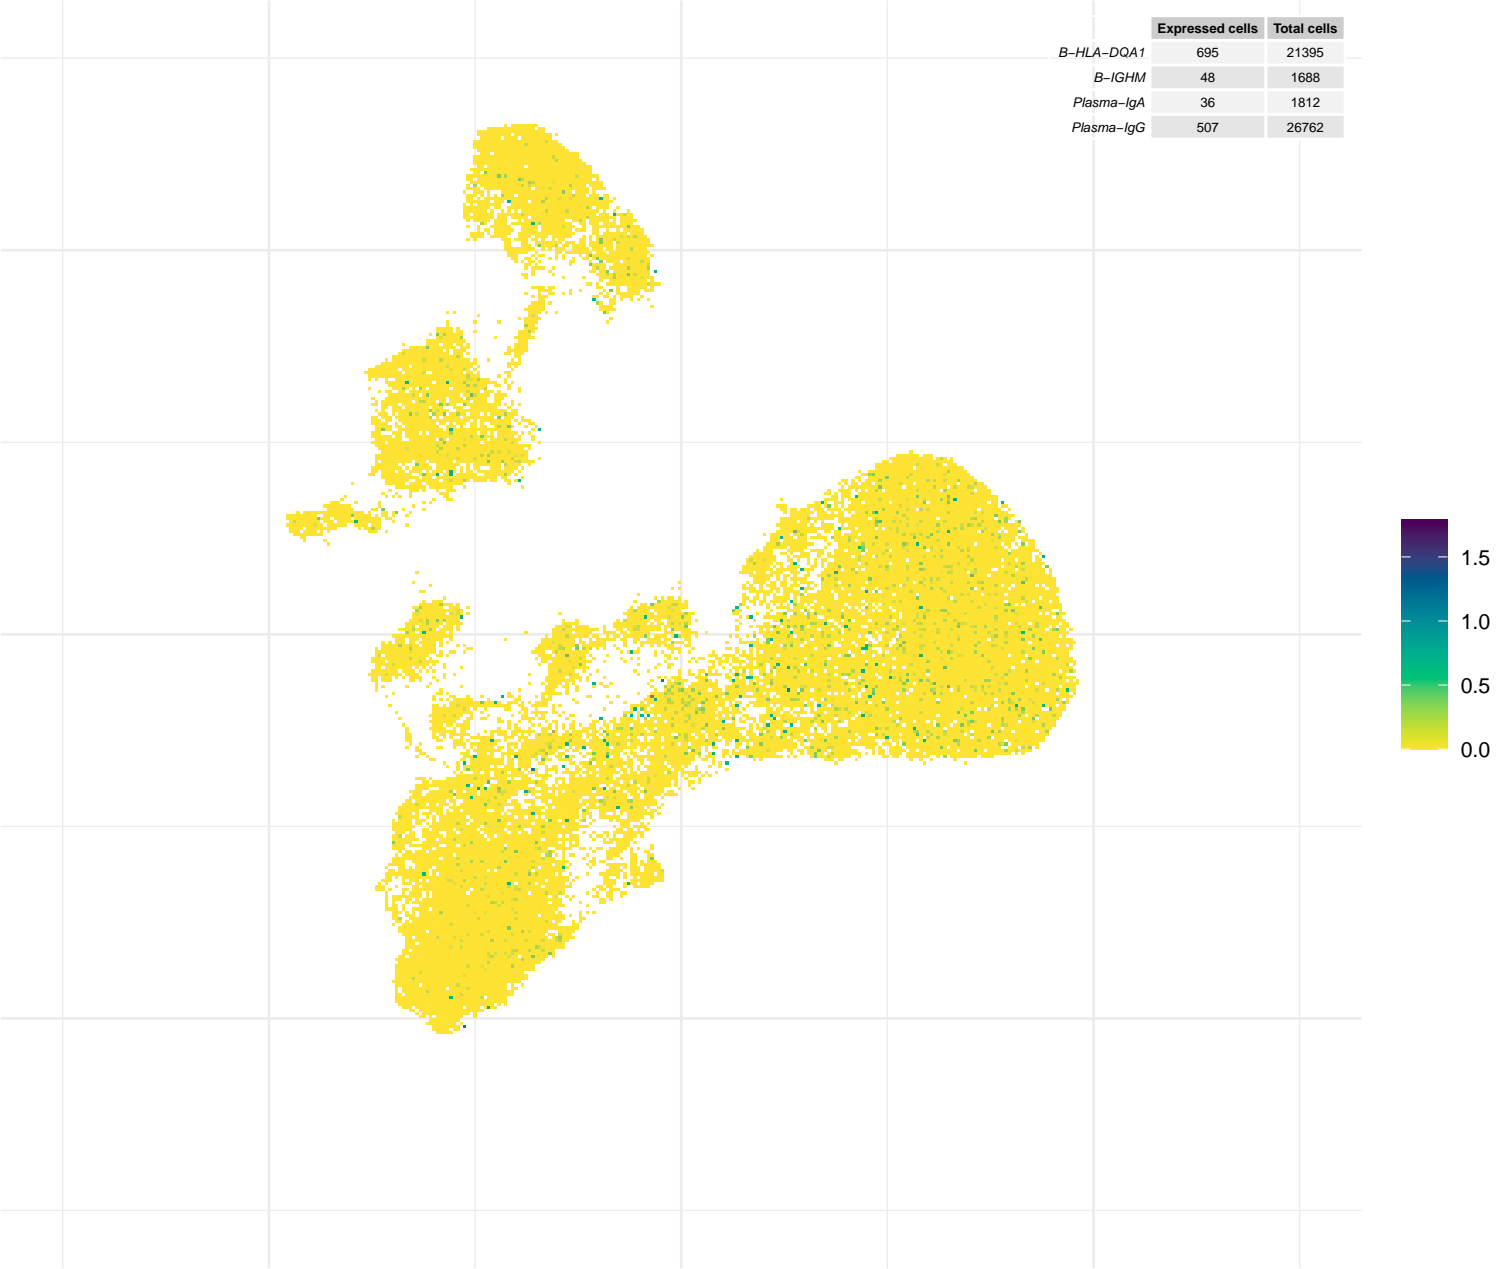 Expressed cells Total cells
B−HLA−DQA1 695 21395
B−IGHM 48 1688
Plasma−IgA 36 1812
Plasma−IgG 507 26762
1.5
1.0
0.5
0.0